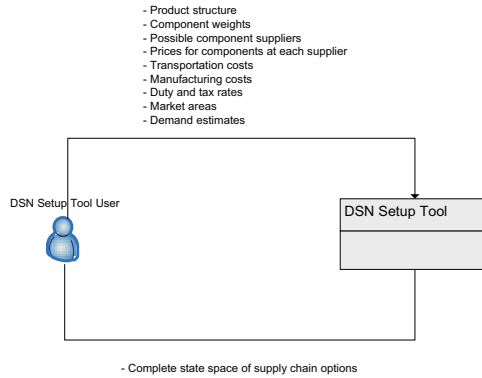 - Product structure
- Component weights
- Possible component suppliers
- Prices for components at each supplier
- Transportation costs
- Manufacturing costs
- Duty and tax rates
- Market areas
- Demand estimates
DSN Setup Tool User
DSN Setup Tool
- Complete state space of supply chain options